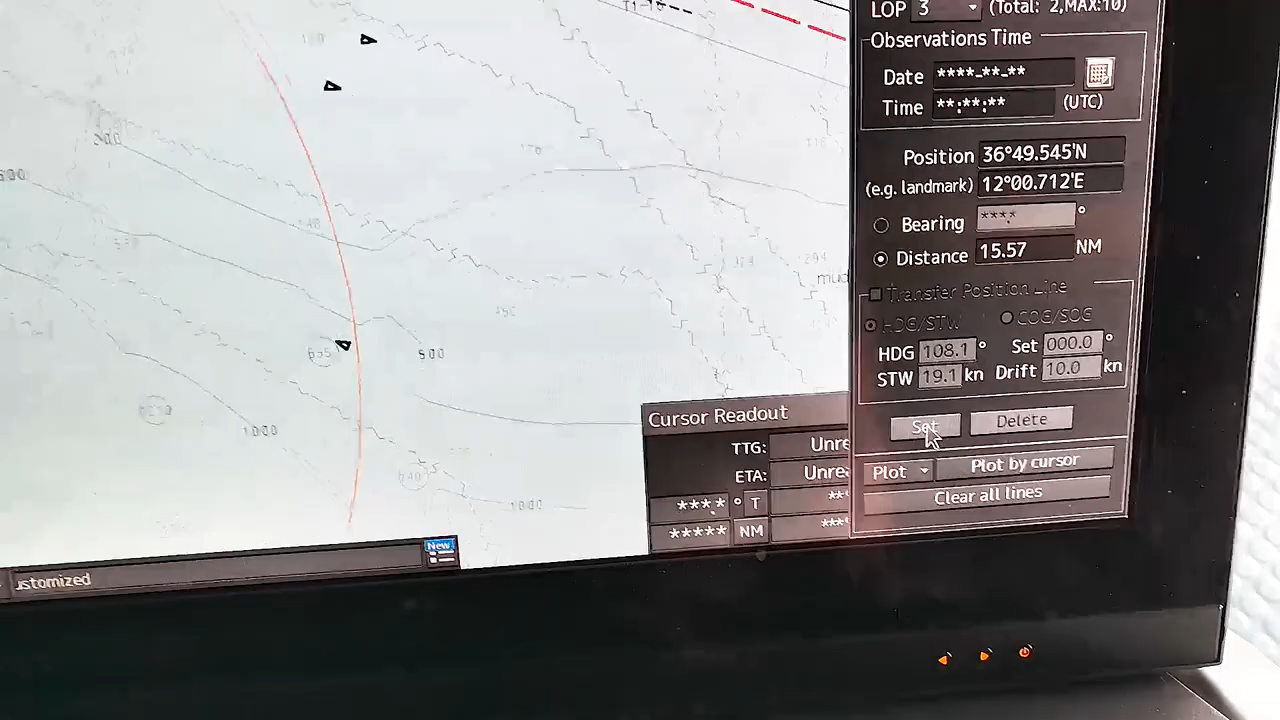 LOP 3 (Total: 2,MAX:10)
Observations Time
Date ****-**-**
Time **:**:** (UTC)
Position 36°49.545'N
(e.g. landmark) 12°00.712'E
Bearing ****.* °
Distance 15.57 NM
Transfer Position Line
HDG/STW COG/SOG
HDG 108.1 ° Set 000.0 °
STW 19.1 kn Drift 10.0 kn
Set Delete
Plot Plot by cursor
Clear all lines
Cursor Readout
TTG: Unre
ETA: Unrea
****.* ° T **
***** NM ***
500
1000
1000
New
ustomized